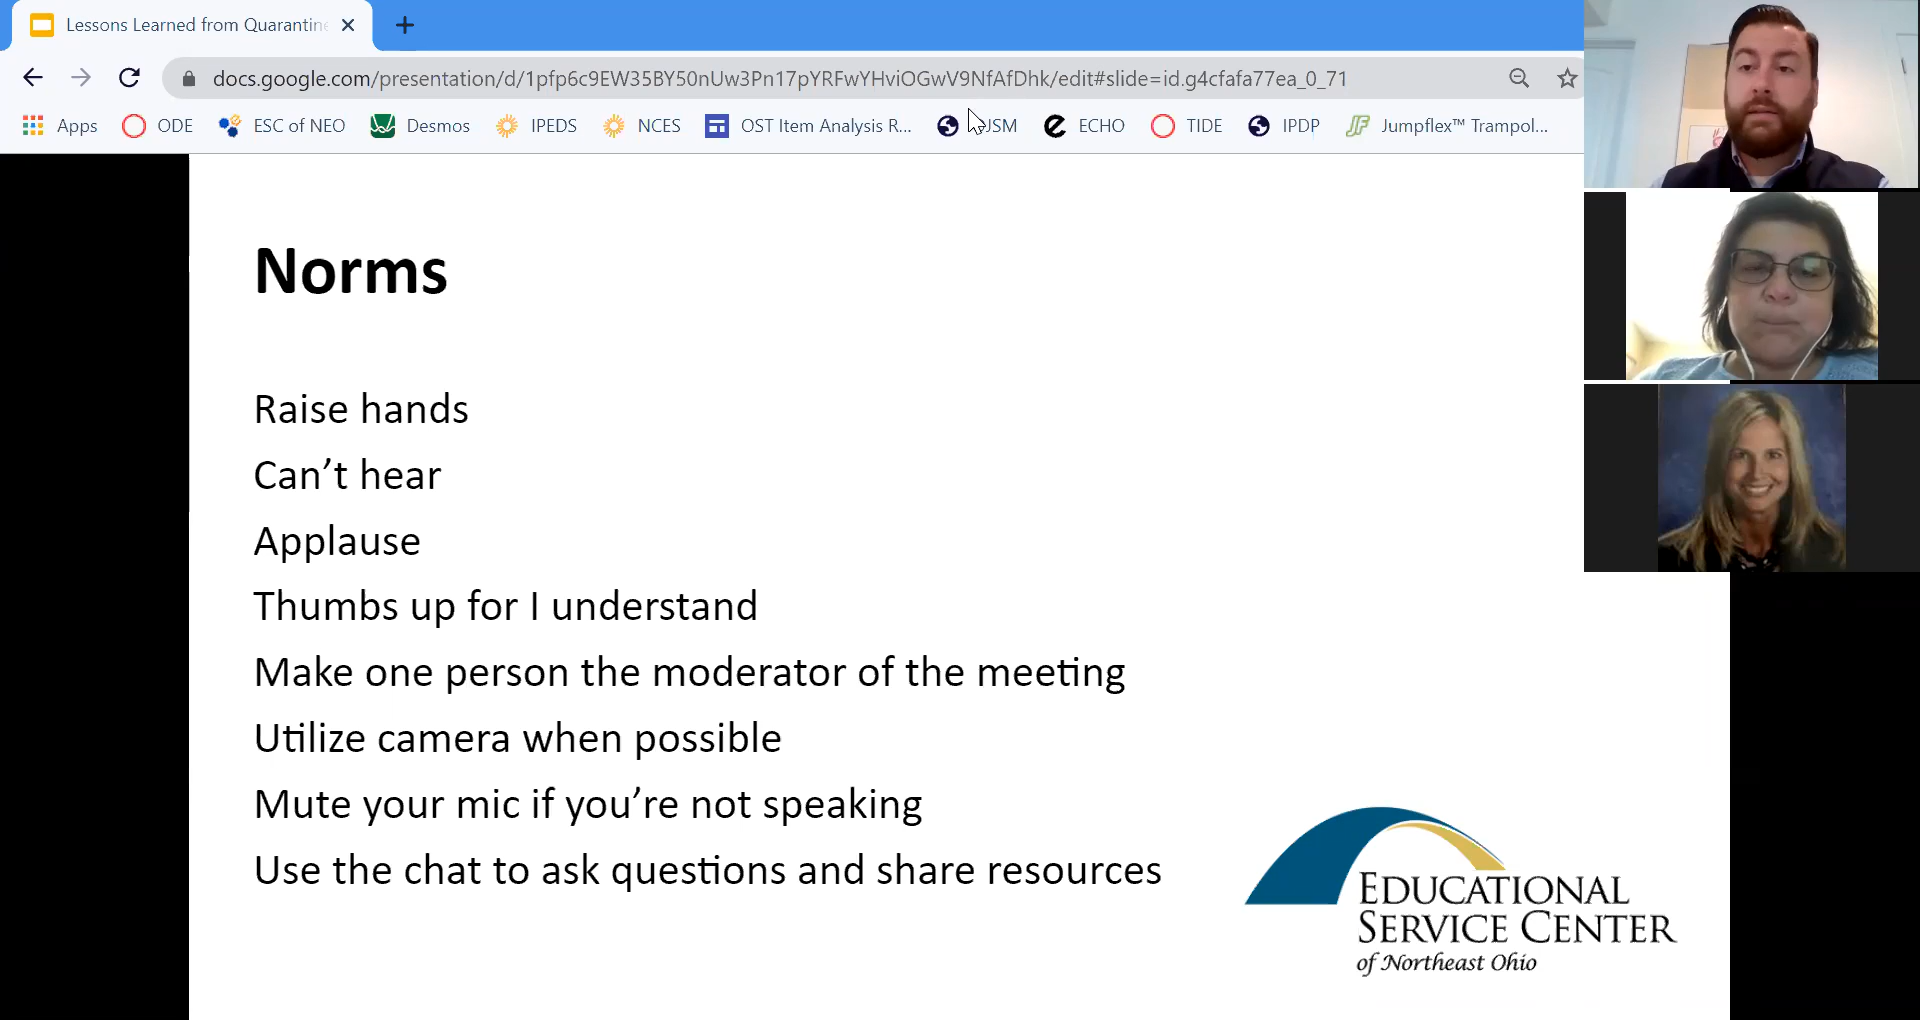 Lessons Learned from Quarantine
docs.google.com/presentation/d/1pfp6c9EW35BY50nUw3Pn17pYRFwYHviOGwV9NfAfDhk/edit#slide=id.g4cfafa77ea_0_71
Apps ODE ESC of NEO Desmos IPEDS NCES OST Item Analysis R... ECHO TIDE IPDP Jumpflex™ Trampol...
Norms
Raise hands
Can’t hear
Applause
Thumbs up for I understand
Make one person the moderator of the meeting
Utilize camera when possible
Mute your mic if you’re not speaking
Use the chat to ask questions and share resources
EDUCATIONAL
SERVICE CENTER
of Northeast Ohio